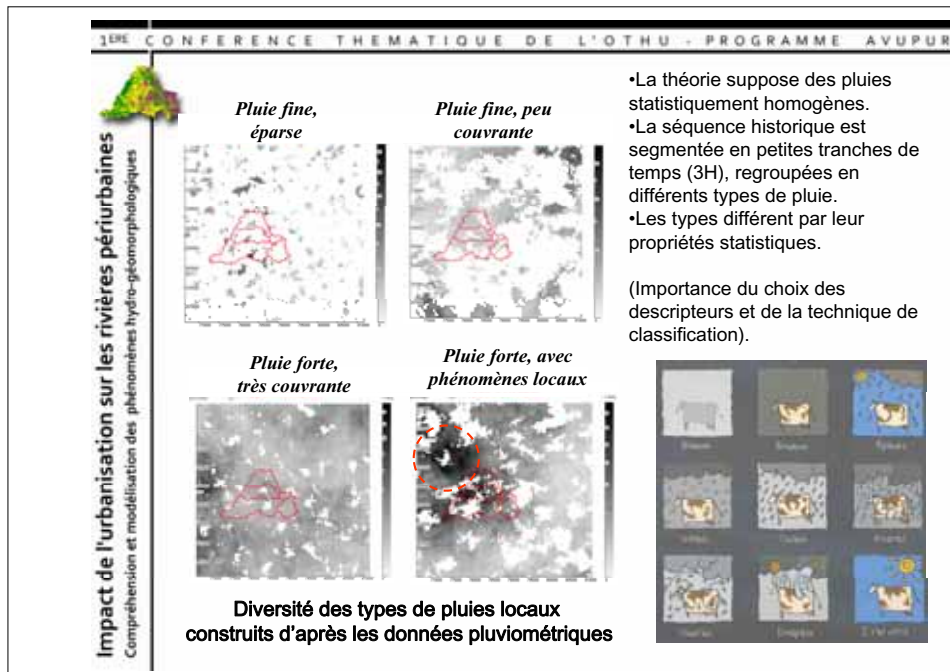 1ERE CONFERENCE THEMATIQUE DE L'OTHU - PROGRAMME AVUPUR
Impact de l'urbanisation sur les rivières périurbaines
Compréhension et modélisation des phénomènes hydro-géomorphologiques
Pluie fine,
éparse
Pluie fine, peu
couvrante
Pluie forte,
très couvrante
Pluie forte, avec
phénomènes locaux
Diversité des types de pluies locaux
construits d'après les données pluviométriques
•La théorie suppose des pluies
statistiquement homogènes.
•La séquence historique est
segmentée en petites tranches de
temps (3H), regroupées en
différents types de pluie.
•Les types différent par leur
propriétés statistiques.
(Importance du choix des
descripteurs et de la technique de
classification).